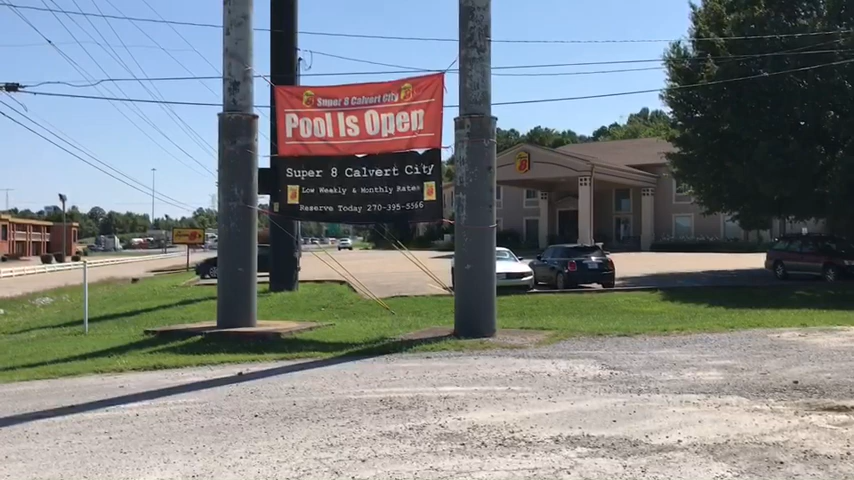 Super 8 Calvert City
Pool Is Open
Super 8 Calvert City
Low Weekly & Monthly Rates
Reserve Today 270-395-5566